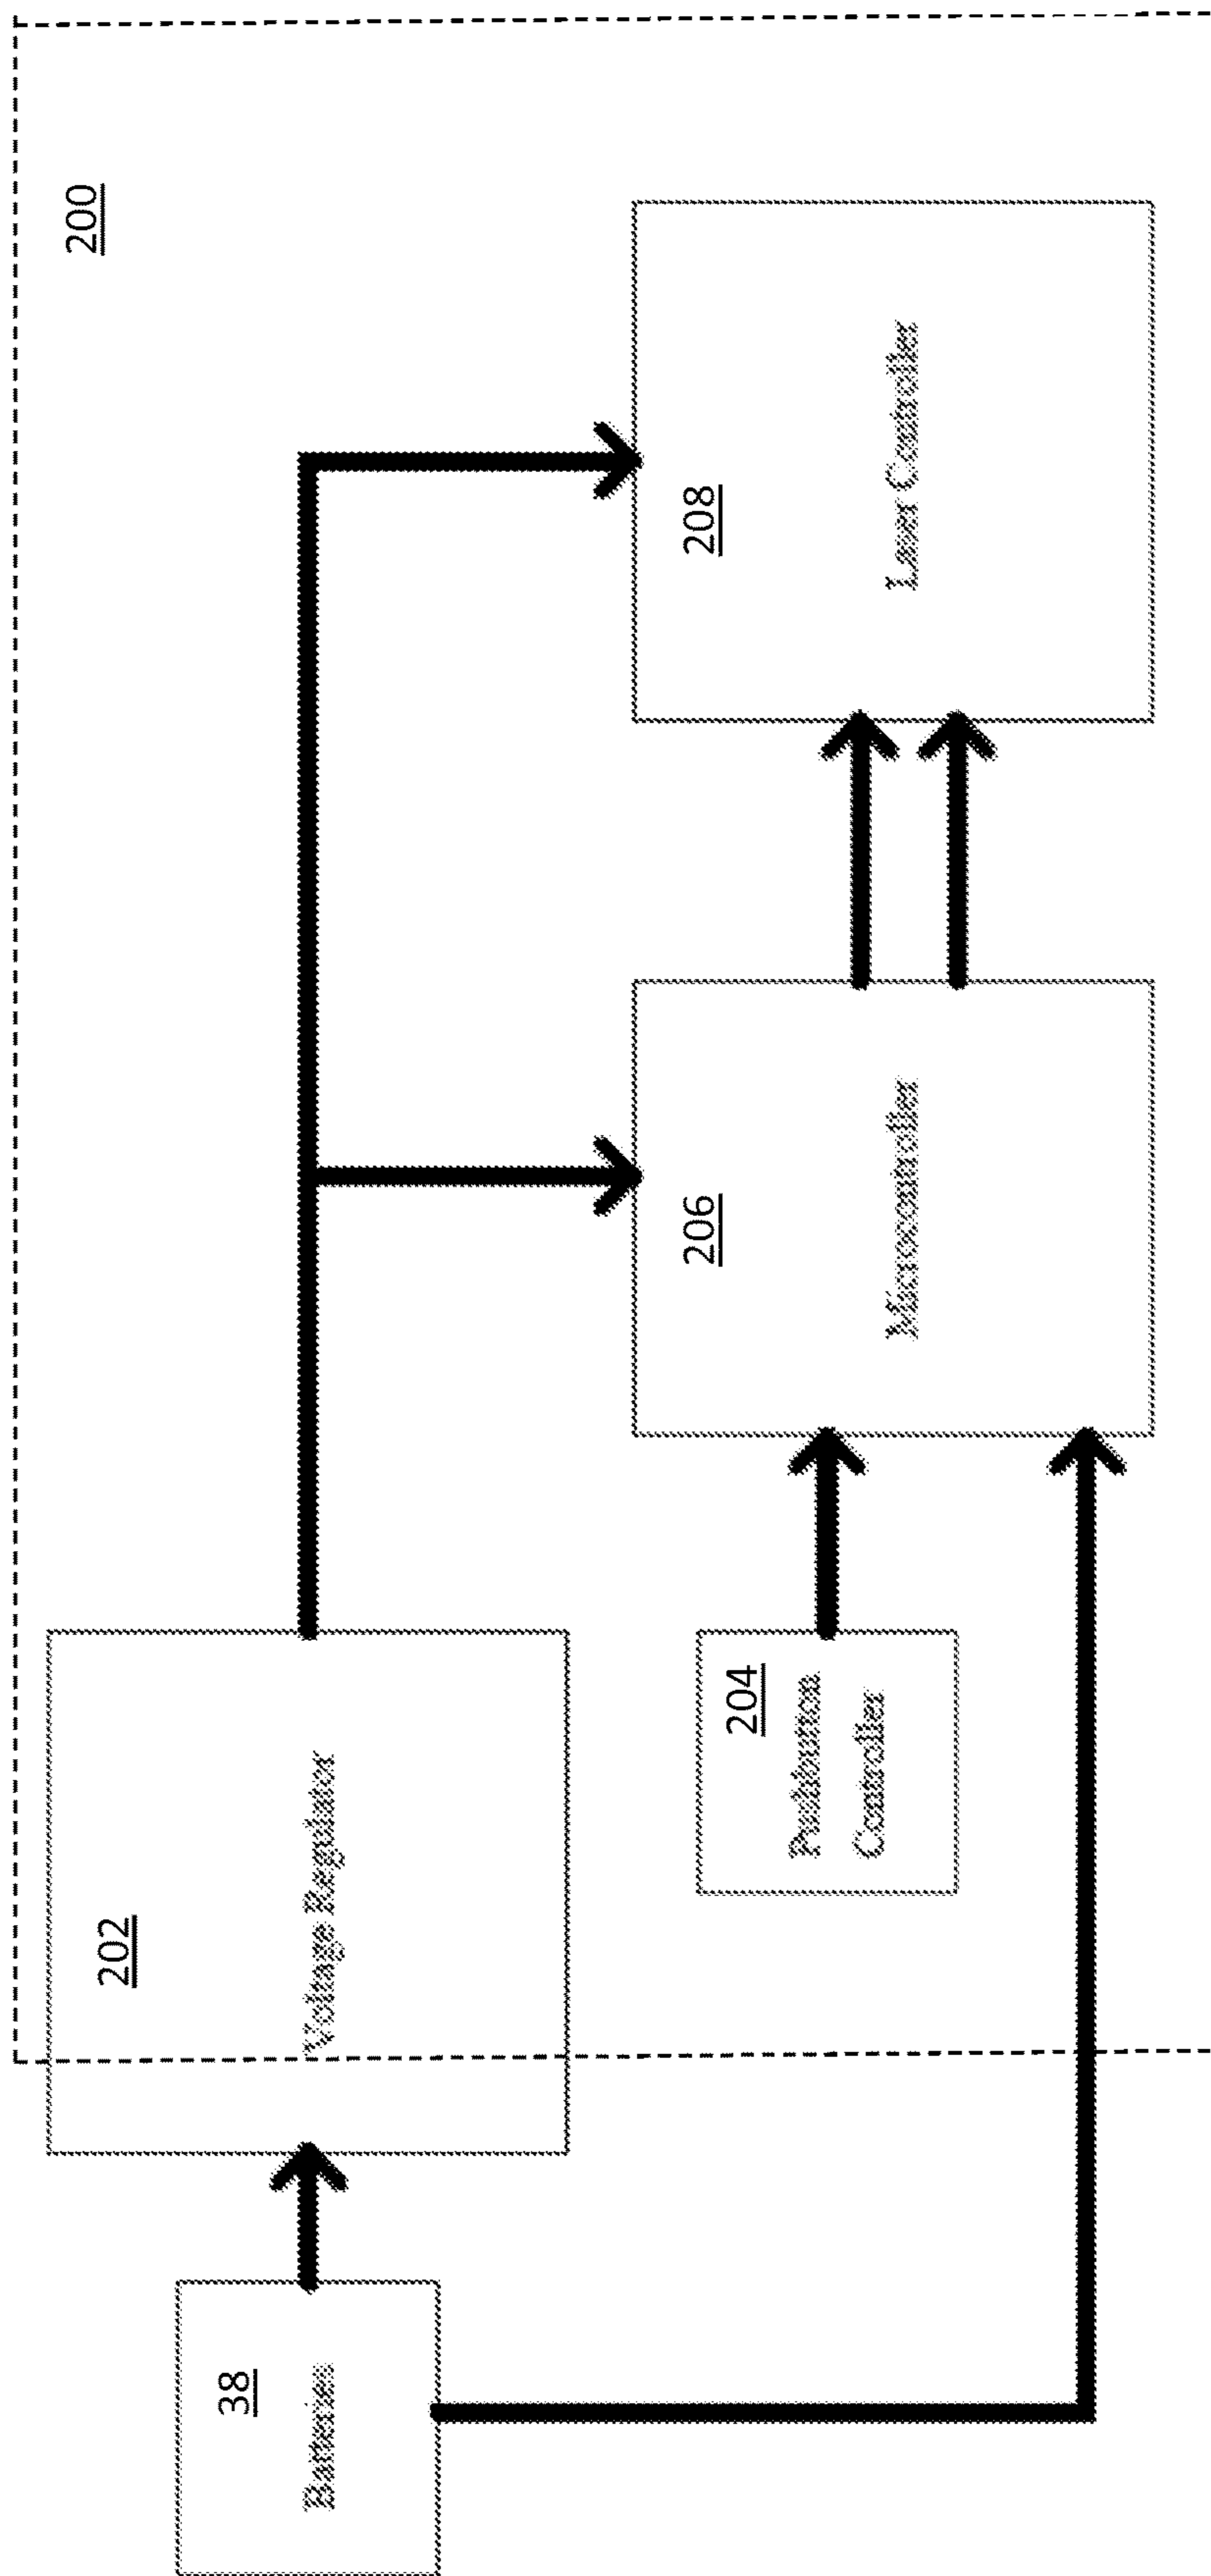 200
38
Batteries
202
Voltage Regulator
204
Pushbutton
Controller
206
Microcontroller
208
Laser Controller